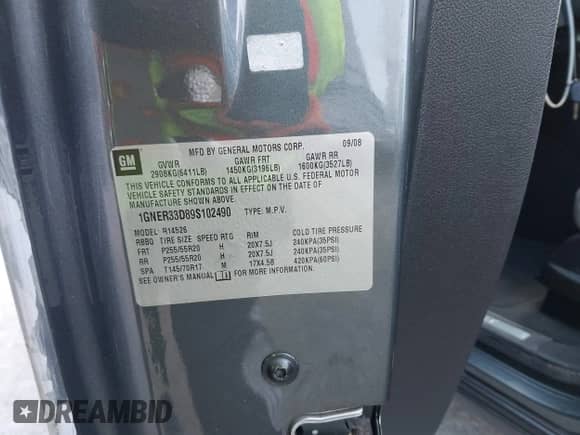 GM
MFD BY GENERAL MOTORS CORP. 09/08
GVWR GAWR FRT GAWR RR
2908KG(6411LB) 1450KG(3196LB) 1600KG(3527LB)
THIS VEHICLE CONFORMS TO ALL APPLICABLE U.S. FEDERAL MOTOR
VEHICLE SAFETY STANDARDS IN EFFECT ON THE DATE OF
MANUFACTURE SHOWN ABOVE.
1GNER33D89S102490 TYPE: M.P.V.
MODEL: R14526
RBBQ TIRE SIZE SPEED RTG RIM COLD TIRE PRESSURE
FRT P255/55R20 H 20X7.5J 240KPA(35PSI)
RR P255/55R20 H 20X7.5J 240KPA(35PSI)
SPA T145/70R17 M 17X4.5B 420KPA(60PSI)
SEE OWNER'S MANUAL
DREAMBID